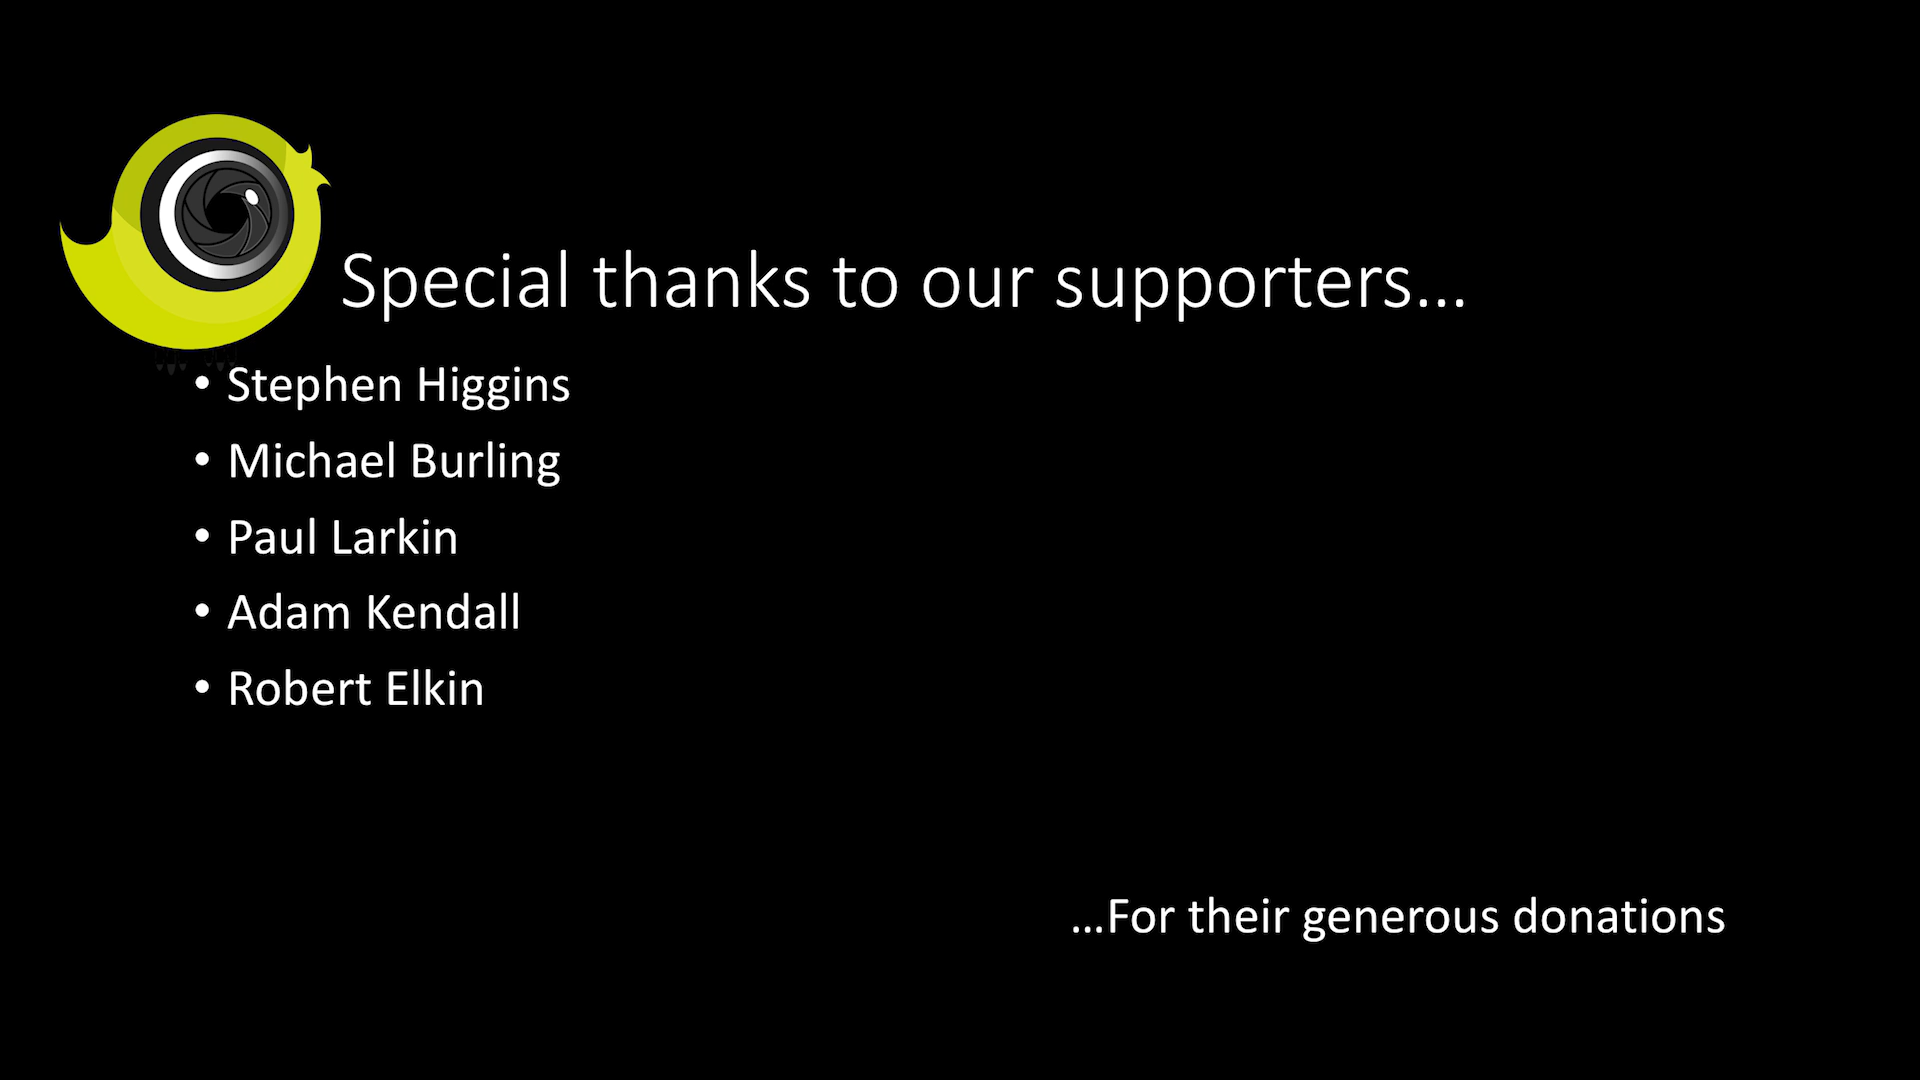 Special thanks to our supporters...
• Stephen Higgins
• Michael Burling
• Paul Larkin
• Adam Kendall
• Robert Elkin
...For their generous donations